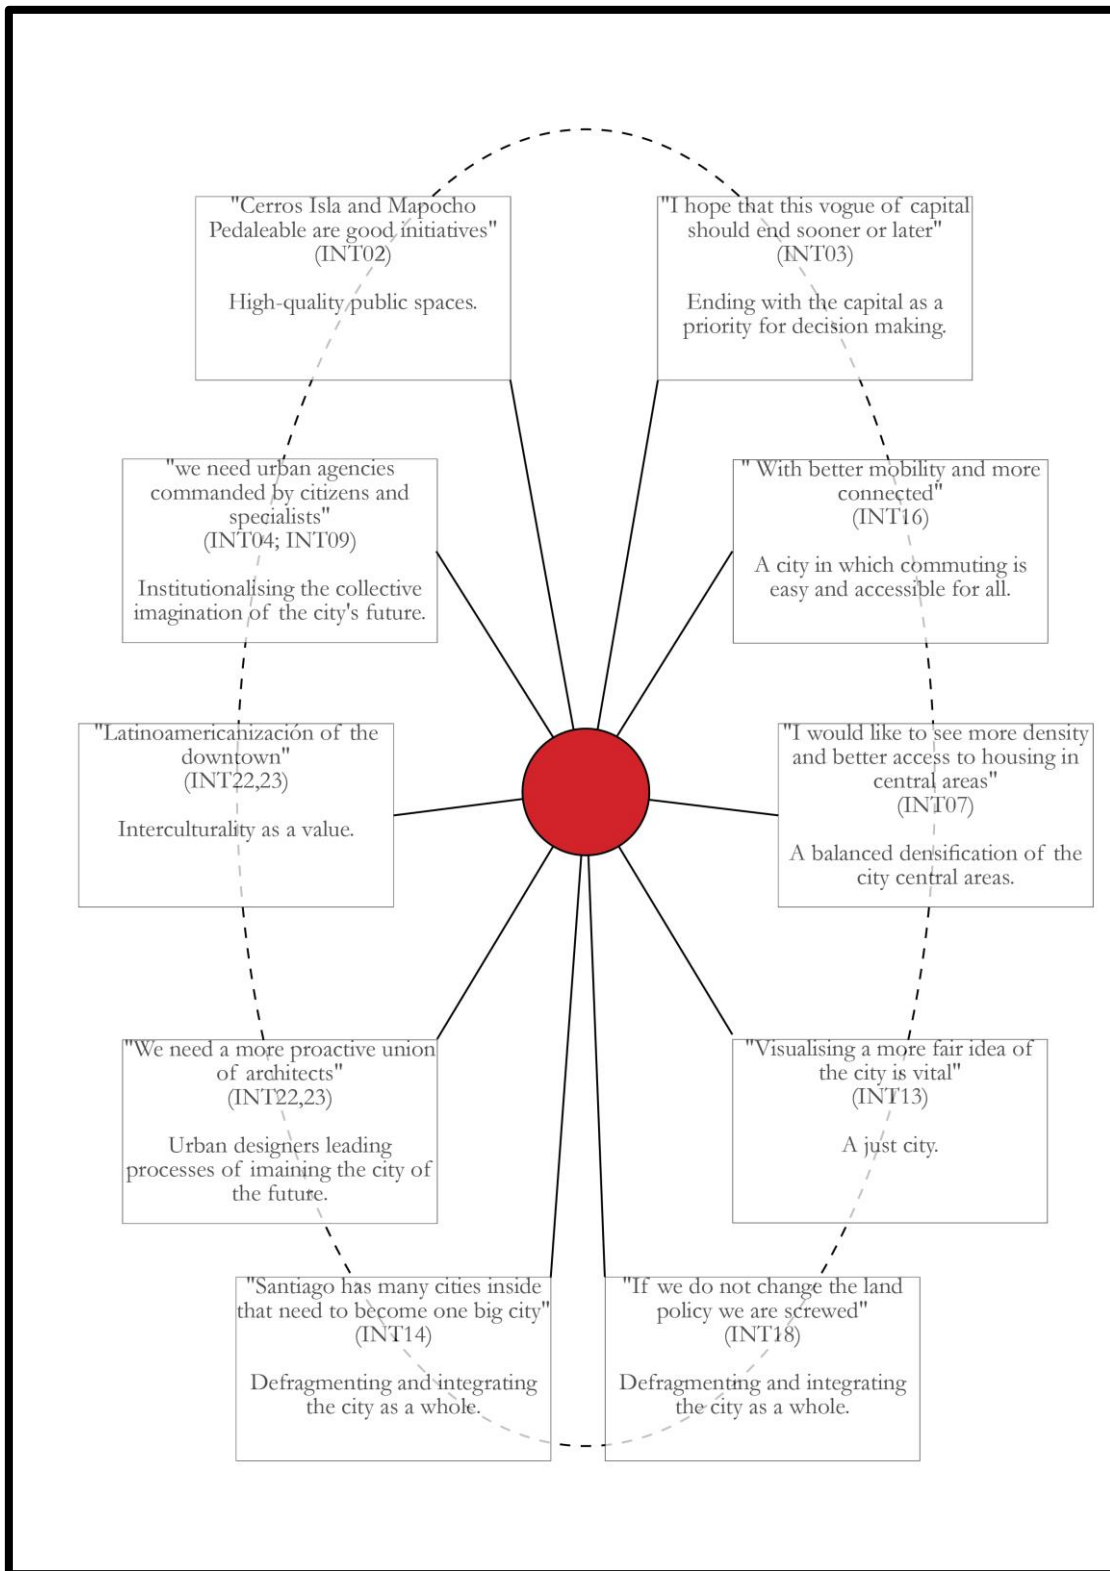 "Cerros Isla and Mapocho
Pedaleable are good initiatives"
(INT02)
High-quality public spaces.
"I hope that this vogue of capital
should end sooner or later"
(INT03)
Ending with the capital as a
priority for decision making.
"we need urban agencies
commanded by citizens and
specialists"
(INT04; INT09)
Institutionalising the collective
imagination of the city's future.
" With better mobility and more
connected"
(INT16)
A city in which commuting is
easy and accessible for all.
"Latinoamericanización of the
downtown"
(INT22,23)
Interculturality as a value.
"I would like to see more density
and better access to housing in
central areas"
(INT07)
A balanced densification of the
city central areas.
"We need a more proactive union
of architects"
(INT22,23)
Urban designers leading
processes of imaining the city of
the future.
"Visualising a more fair idea of
the city is vital"
(INT13)
A just city.
"Santiago has many cities inside
that need to become one big city"
(INT14)
Defragmenting and integrating
the city as a whole.
"If we do not change the land
policy we are screwed"
(INT18)
Defragmenting and integrating
the city as a whole.